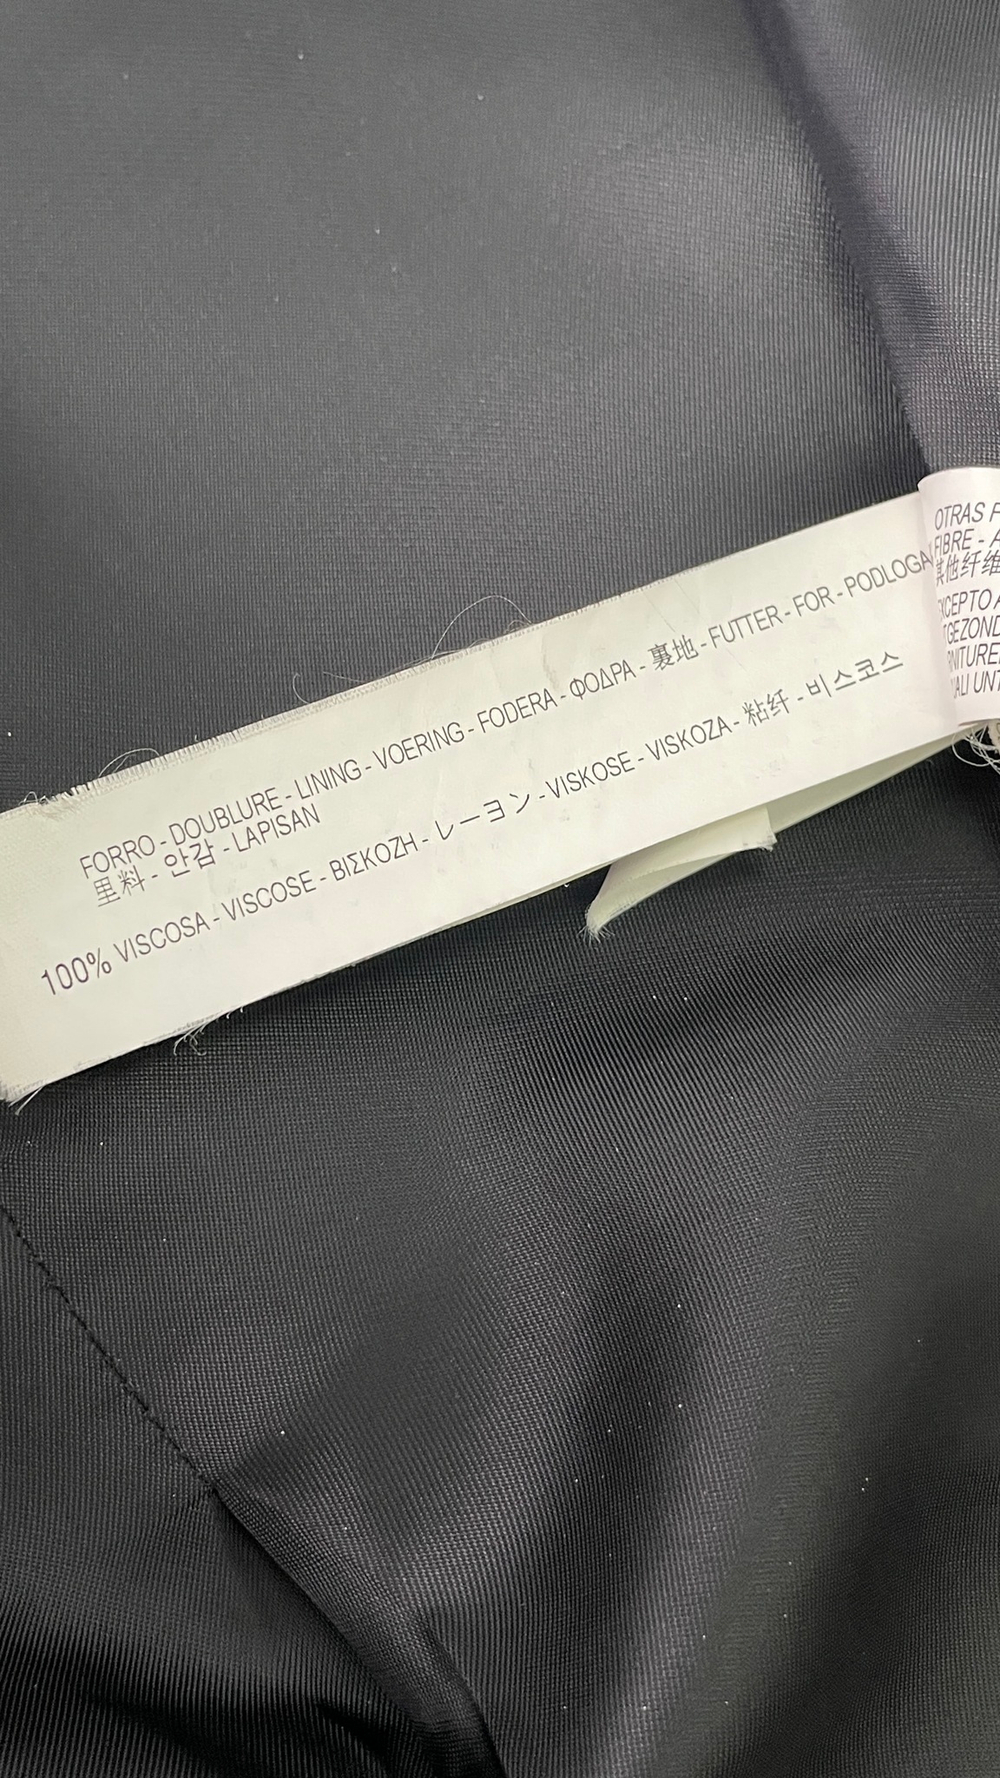 FORRO - DOUBLURE - LINING - VOERING - FODERA - ΦΟΔΡΑ - 裏地 - FUTTER - FOR - PODLOGA
里料 - 안감 - LAPISAN
100% VISCOSA - VISCOSE - ΒΙΣΚΟΖΗ - レーヨン - VISKOSE - VISKOZA - 粘纤 - 비스코스
OTRAS
FIBRE -
其他纤维